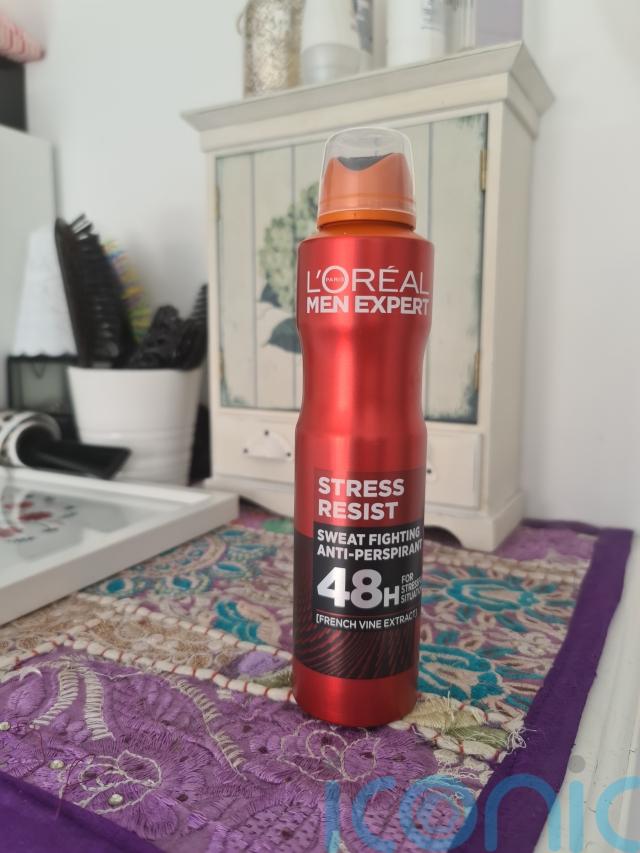 L'ORÉAL
PARIS
MEN EXPERT
STRESS
RESIST
SWEAT FIGHTING
ANTI-PERSPIRANT
48H
FOR
[FRENCH VINE EXTRACT]
iconic